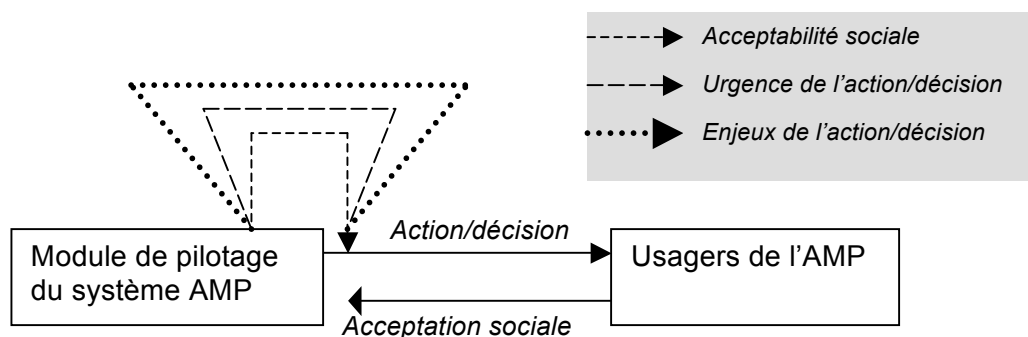 Acceptabilité sociale
Urgence de l'action/décision
Enjeux de l'action/décision
Module de pilotage
du système AMP
Action/décision
Usagers de l'AMP
Acceptation sociale